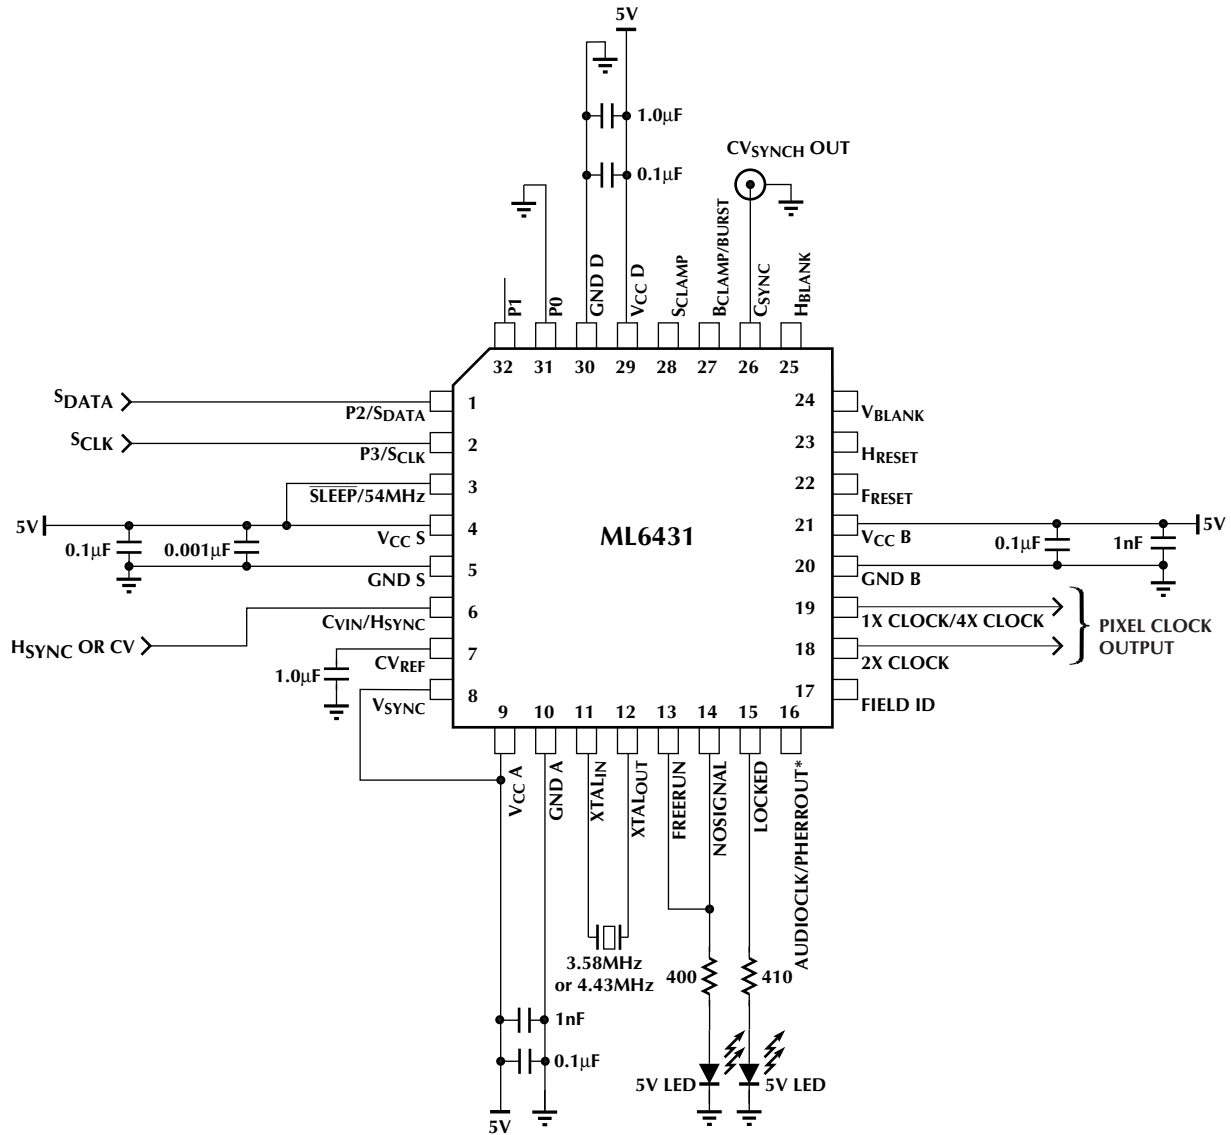 5V
1.0µF
0.1µF
CVSYNCH OUT
P1
P0
GND D
VCC D
SCLAMP
BCLAMP/BURST
CSYNC
HBLANK
32 31 30 29 28 27 26 25
SDATA
P2/SDATA
1
SCLK
P3/SCLK
2
SLEEP/54MHz
3
5V
VCC S
4
0.1µF
0.001µF
GND S
5
HSYNC OR CV
CVIN/HSYNC
6
1.0µF
CVREF
7
VSYNC
8
ML6431
24
VBLANK
23
HRESET
22
FRESET
21
VCC B
5V
0.1µF
1nF
20
GND B
19
1X CLOCK/4X CLOCK
18
2X CLOCK
PIXEL CLOCK
OUTPUT
17
FIELD ID
9 10 11 12 13 14 15 16
VCC A
GND A
XTALIN
XTALOUT
FREERUN
NOSIGNAL
LOCKED
AUDIOCLK/PHERROUT*
3.58MHz
or 4.43MHz
400
410
1nF
0.1µF
5V LED
5V LED
5V